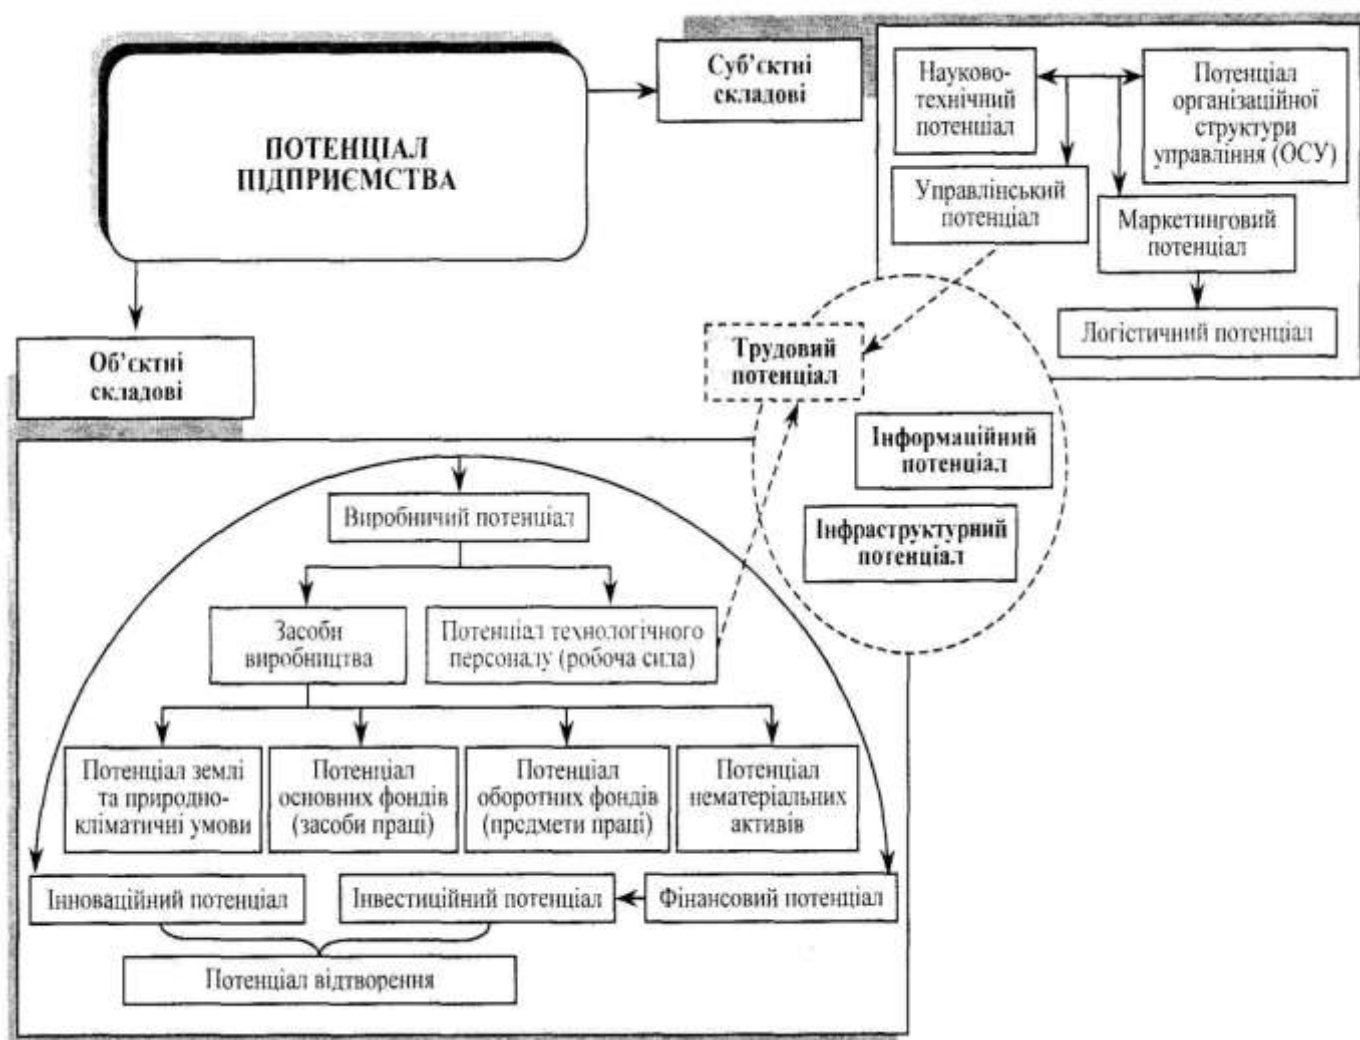 ПОТЕНЦІАЛ
ПІДПРИЄМСТВА
Суб’єктні
складові
Науково-
технічний
потенціал
Потенціал
організаційної
структури
управління (ОСУ)
Управлінський
потенціал
Маркетинговий
потенціал
Логістичний потенціал
Об’єктні
складові
Трудовий
потенціал
Інформаційний
потенціал
Інфраструктурний
потенціал
Виробничий потенціал
Засоби
виробництва
Потенціал технологічного
персоналу (робоча сила)
Потенціал землі
та природно-
кліматичні умови
Потенціал
основних фондів
(засоби праці)
Потенціал
оборотних фондів
(предмети праці)
Потенціал
нематеріальних
активів
Інноваційний потенціал
Інвестиційний потенціал
Фінансовий потенціал
Потенціал відтворення